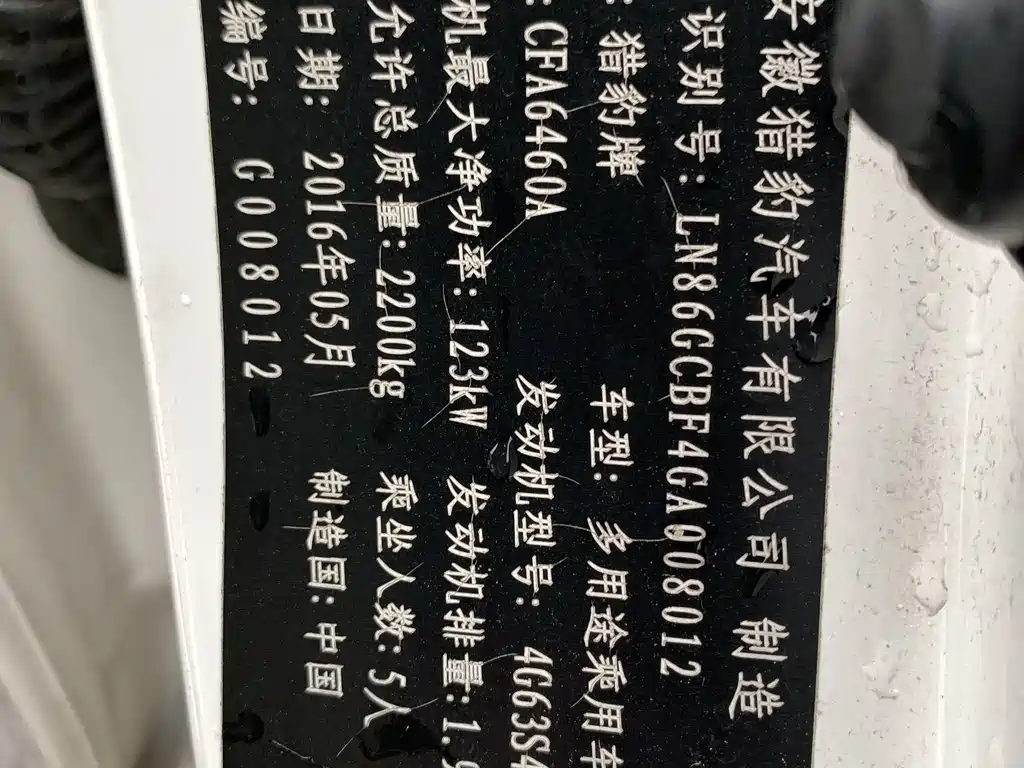 安徽猎豹汽车有限公司 制造
识别号: LN86GCBF4GA008012
: 猎豹牌 车型: 多用途乘用车
: CFA6460A 发动机型号: 4G63S4
机最大净功率: 123kW 发动机排量: 1.9
允许总质量: 2200kg 乘坐人数: 5人
日期: 2016年05月 制造国: 中国
编号: G008012